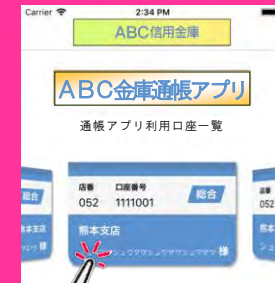 Carrier 2:34 PM
ABC信用金庫
ABC金庫通帳アプリ
通帳アプリ利用口座一覧
店番 口座番号 総合
052 1111001
熊本支店
様